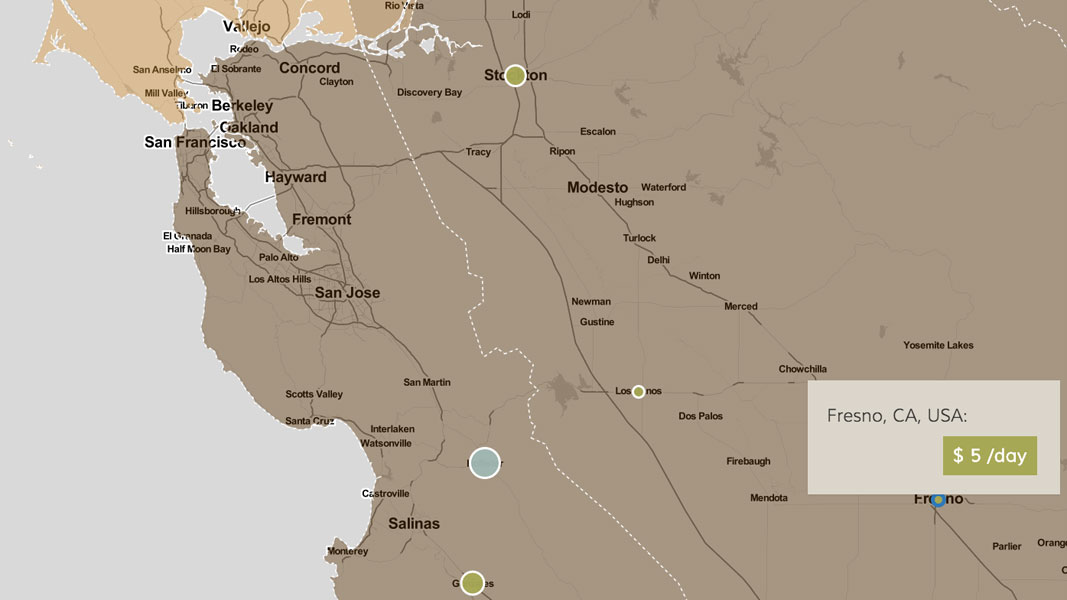 Rio Vista
Lodi
Vallejo
Rodeo
San Anselmo
El Sobrante
Concord
Clayton
Stockton
Discovery Bay
Mill Valley
Tiburon
Berkeley
Oakland
San Francisco
Escalon
Tracy
Ripon
Hayward
Modesto
Waterford
Hughson
Hillsborough
Fremont
El Granada
Half Moon Bay
Turlock
Palo Alto
Delhi
Los Altos Hills
Winton
San Jose
Newman
Merced
Gustine
Yosemite Lakes
Chowchilla
San Martin
Scotts Valley
Los Banos
Dos Palos
Fresno, CA, USA:
Santa Cruz
Interlaken
Watsonville
$ 5 /day
Firebaugh
Castroville
Mendota
Fresno
Salinas
Monterey
Parlier
Orange
Gonzales